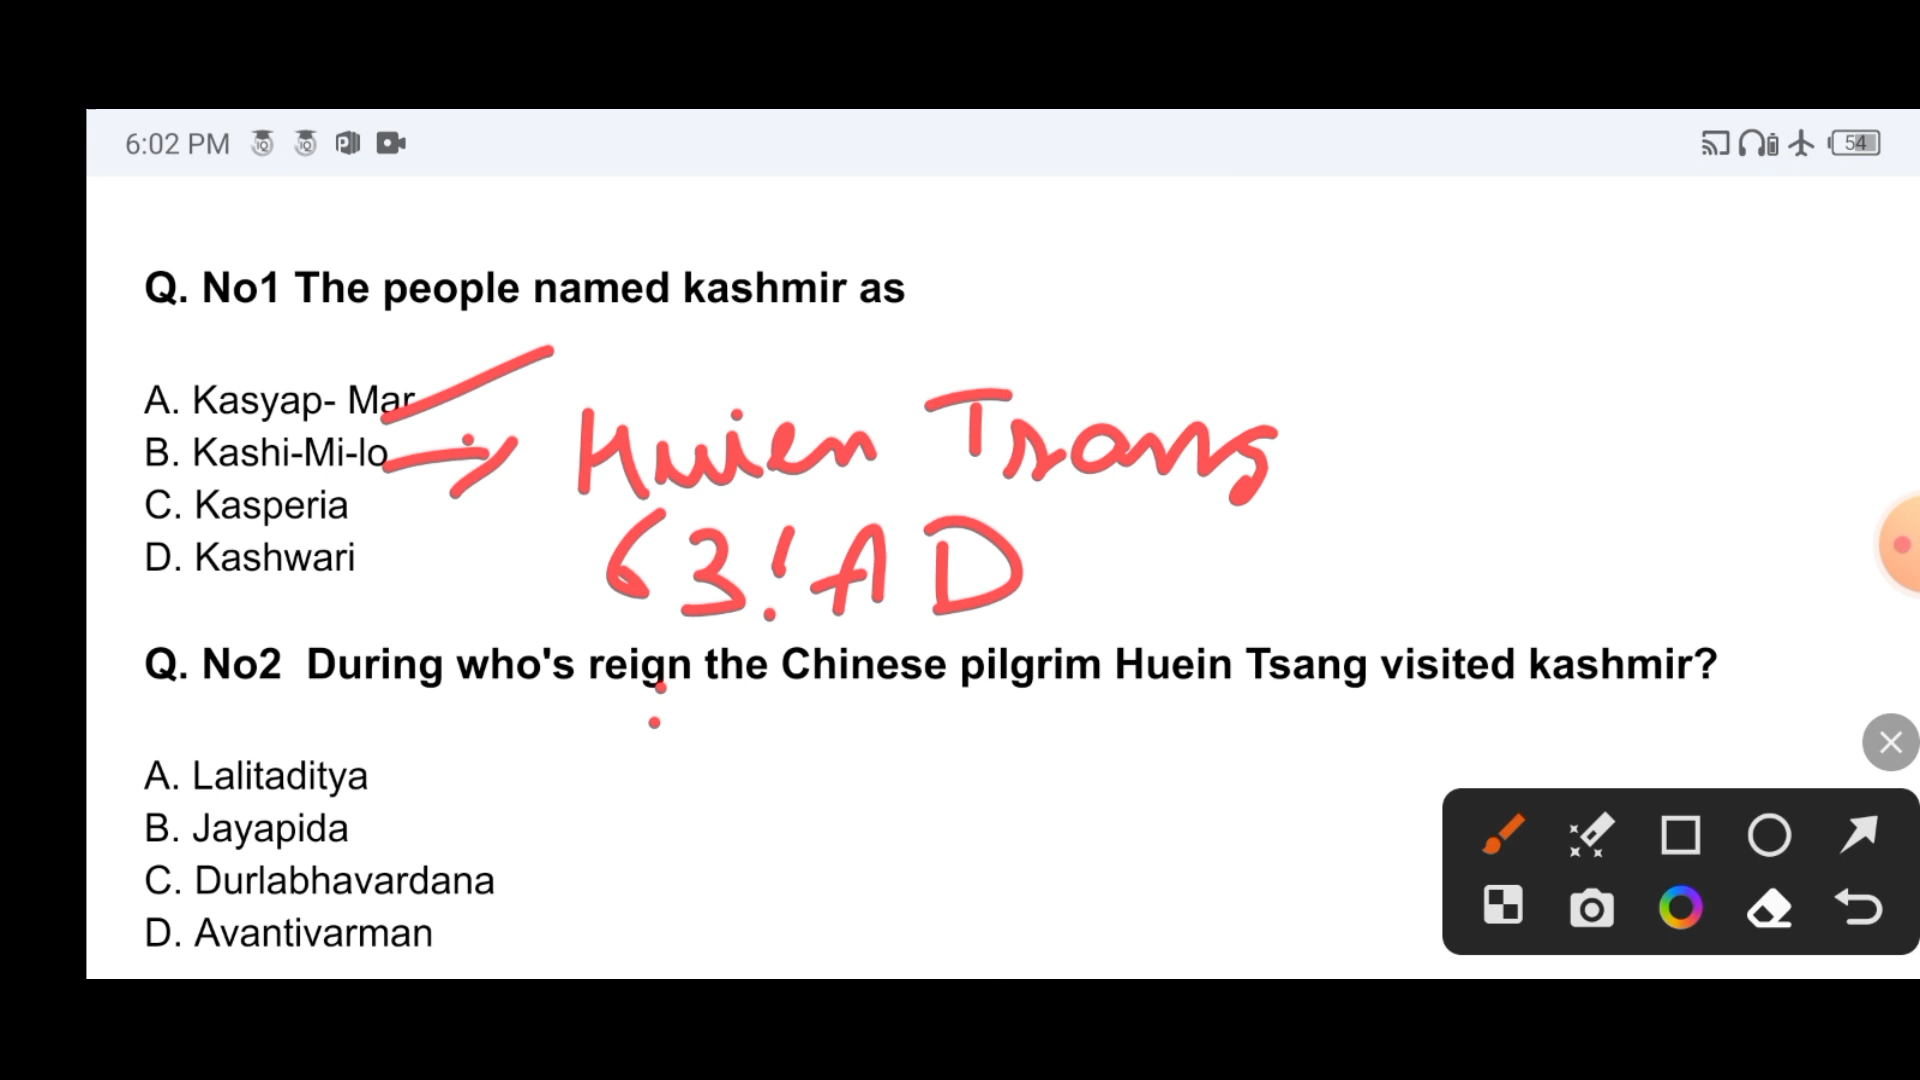 6:02 PM
54
Q. No1 The people named kashmir as
A. Kasyap- Mar
B. Kashi-Mi-lo
Huien Tsang
C. Kasperia
63! AD
D. Kashwari
Q. No2 During who's reign the Chinese pilgrim Huein Tsang visited kashmir?
A. Lalitaditya
B. Jayapida
C. Durlabhavardana
D. Avantivarman